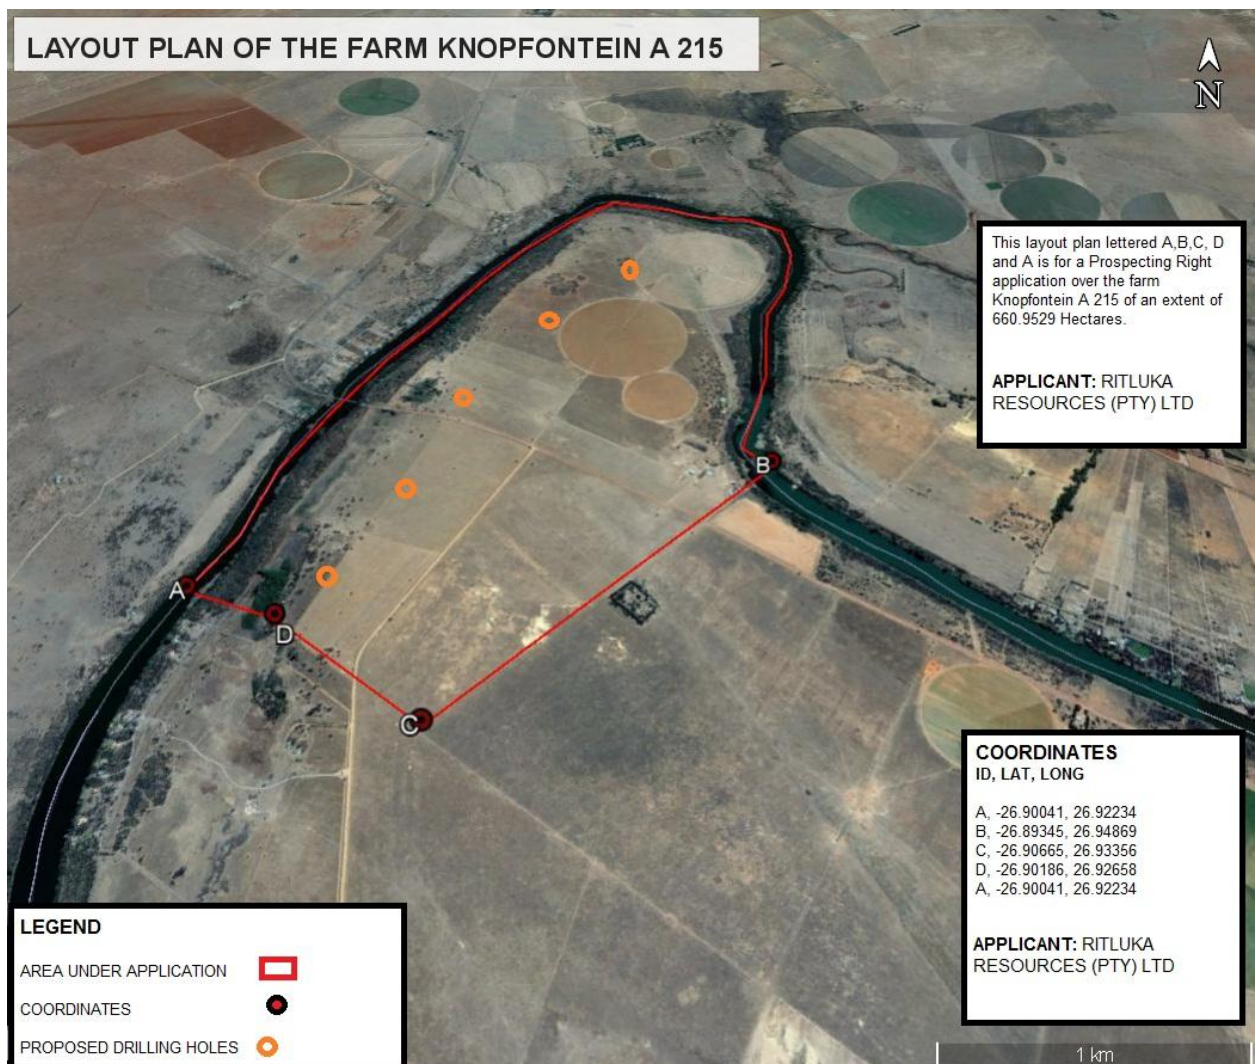 LAYOUT PLAN OF THE FARM KNOPFONTEIN A 215
N
This layout plan lettered A,B,C, D
and A is for a Prospecting Right
application over the farm
Knopfontein A 215 of an extent of
660.9529 Hectares.
APPLICANT: RITLUKA
RESOURCES (PTY) LTD
B
A
D
C
COORDINATES
ID, LAT, LONG
A, -26.90041, 26.92234
B, -26.89345, 26.94869
C, -26.90665, 26.93356
D, -26.90186, 26.92658
A, -26.90041, 26.92234
APPLICANT: RITLUKA
RESOURCES (PTY) LTD
LEGEND
AREA UNDER APPLICATION
COORDINATES
PROPOSED DRILLING HOLES
1 km